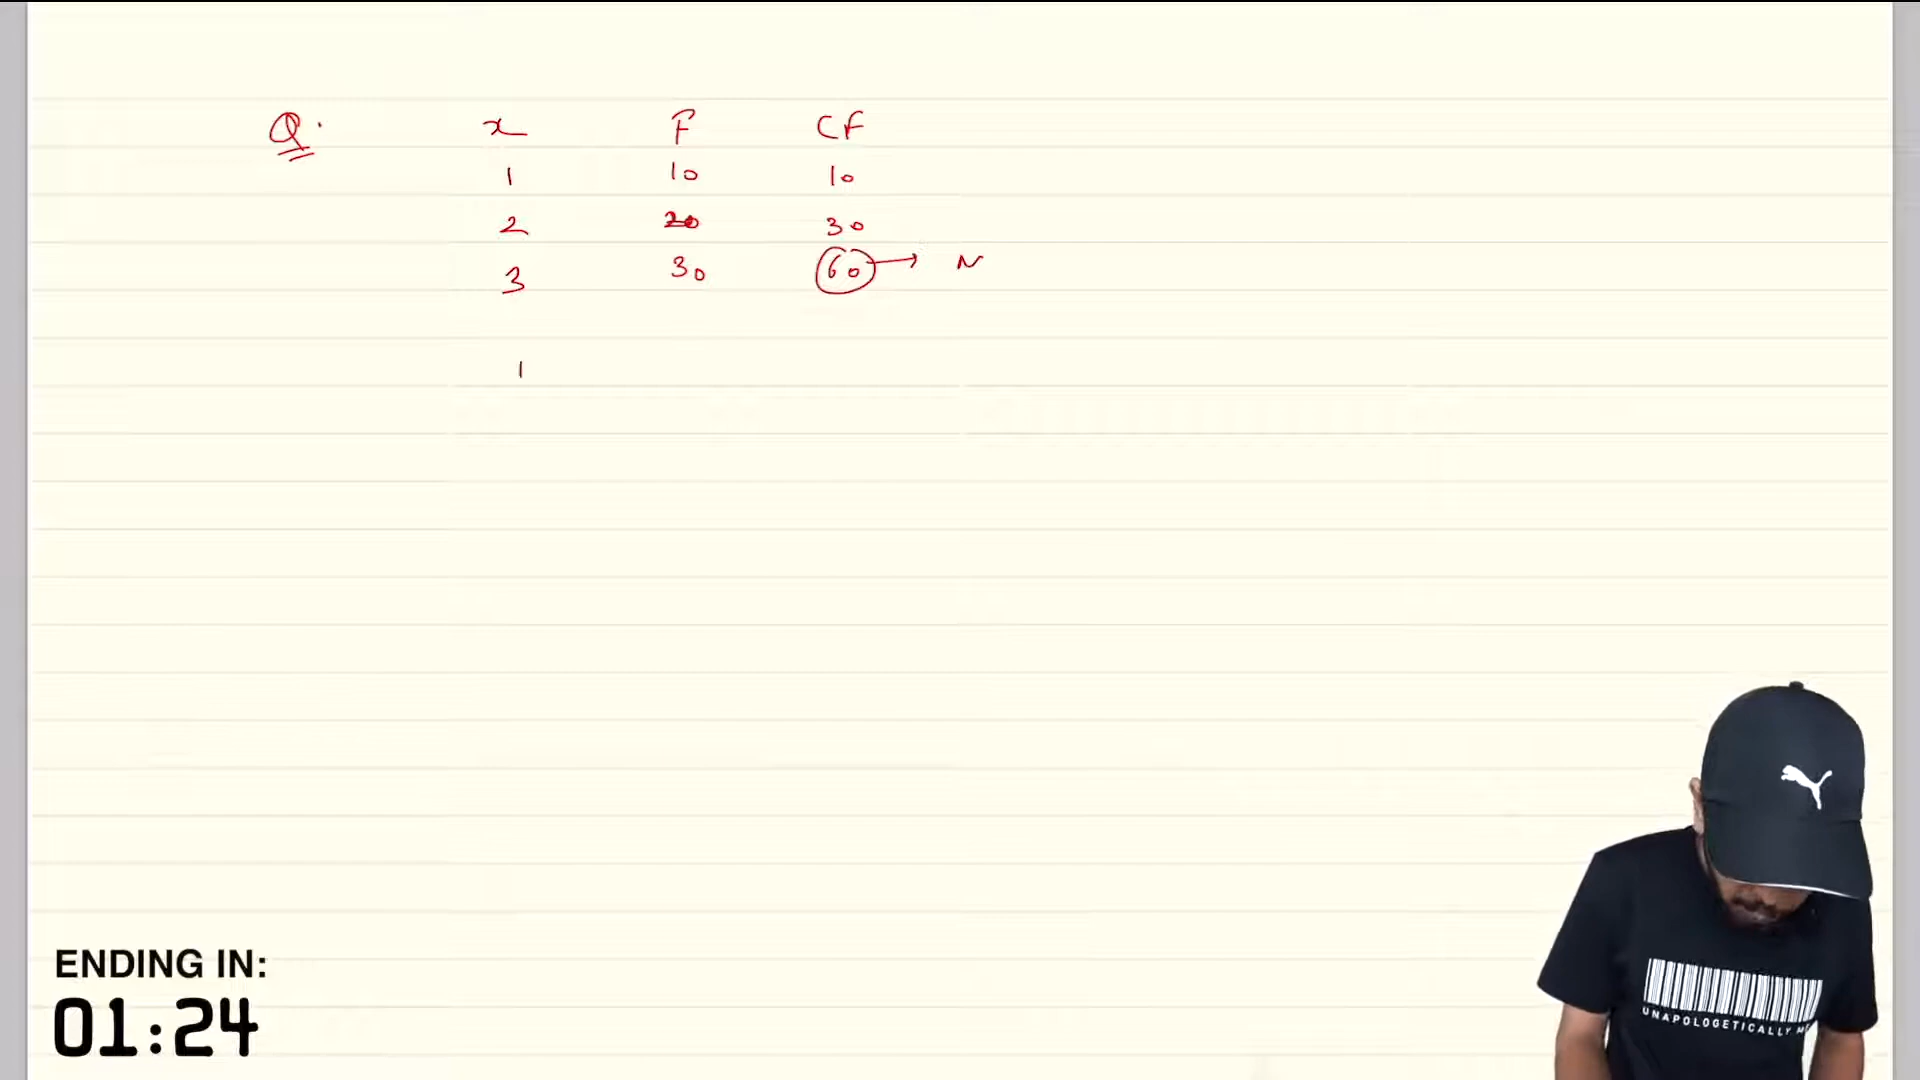 Q. x F CF
1 10 10
2 20 30
3 30 60 → N
1
ENDING IN:
01:24
UNAPOLOGETICALLY